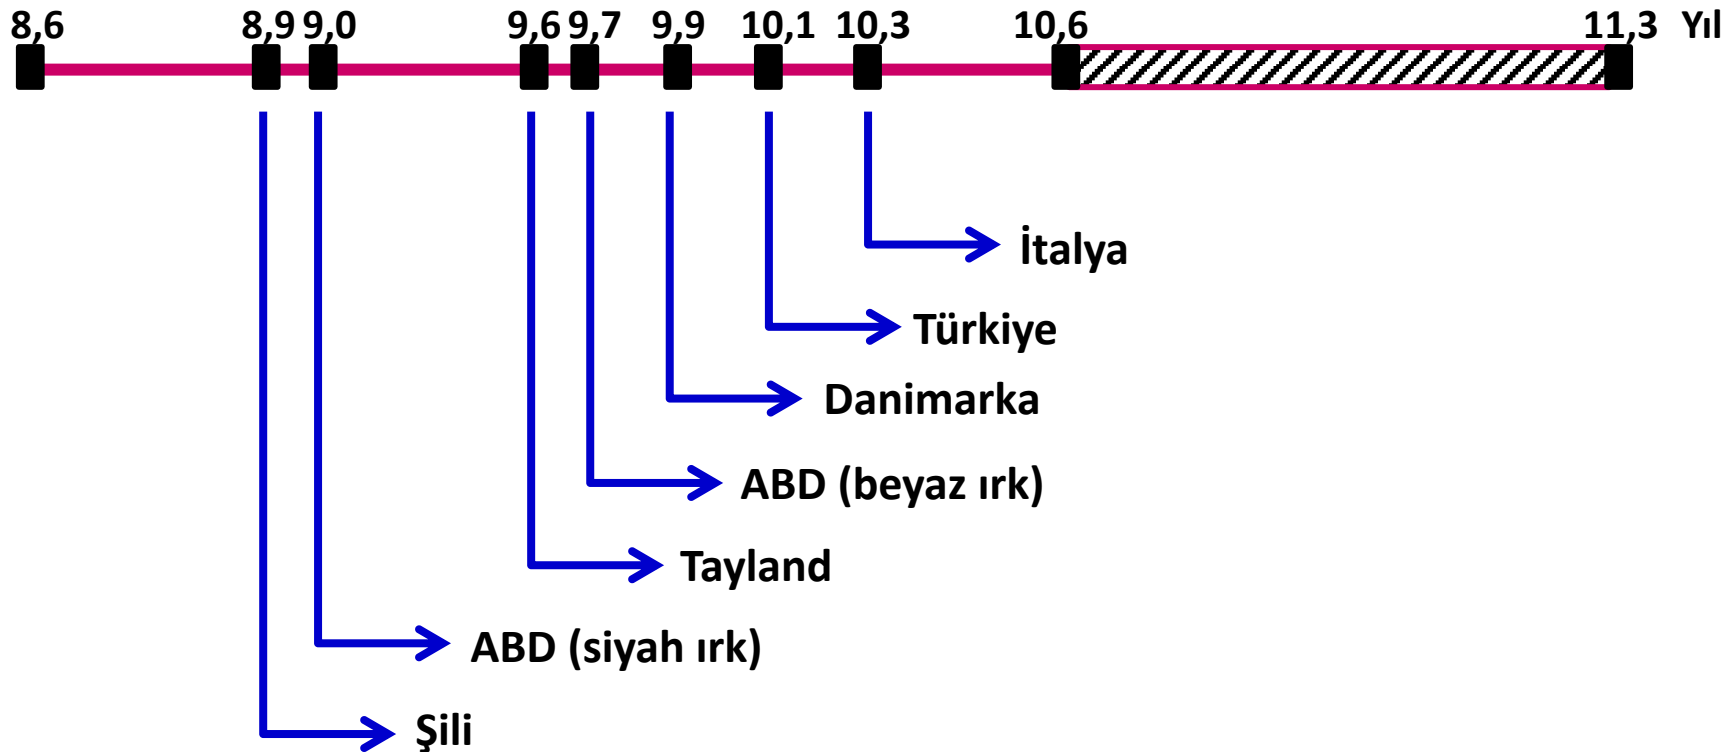 8,6 8,9 9,0 9,6 9,7 9,9 10,1 10,3 10,6 11,3 Yıl
İtalya
Türkiye
Danimarka
ABD (beyaz ırk)
Tayland
ABD (siyah ırk)
Şili